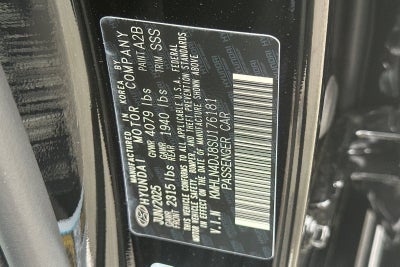 MANUFACTURED IN KOREA BY
HYUNDAI MOTOR COMPANY
JUN/2025 GVWR 4079 lbs PAINT A2B
GAWR FRONT 2315 lbs GAWR REAR 1940 lbs TRIM SSS
THIS VEHICLE CONFORMS TO ALL APPLICABLE U.S.A. FEDERAL
MOTOR VEHICLE SAFETY, BUMPER, AND THEFT PREVENTION STANDARDS
IN EFFECT ON THE DATE OF MANUFACTURE SHOWN ABOVE.
V.I.N KMHLN4DJ8SU176181
PASSENGER CAR